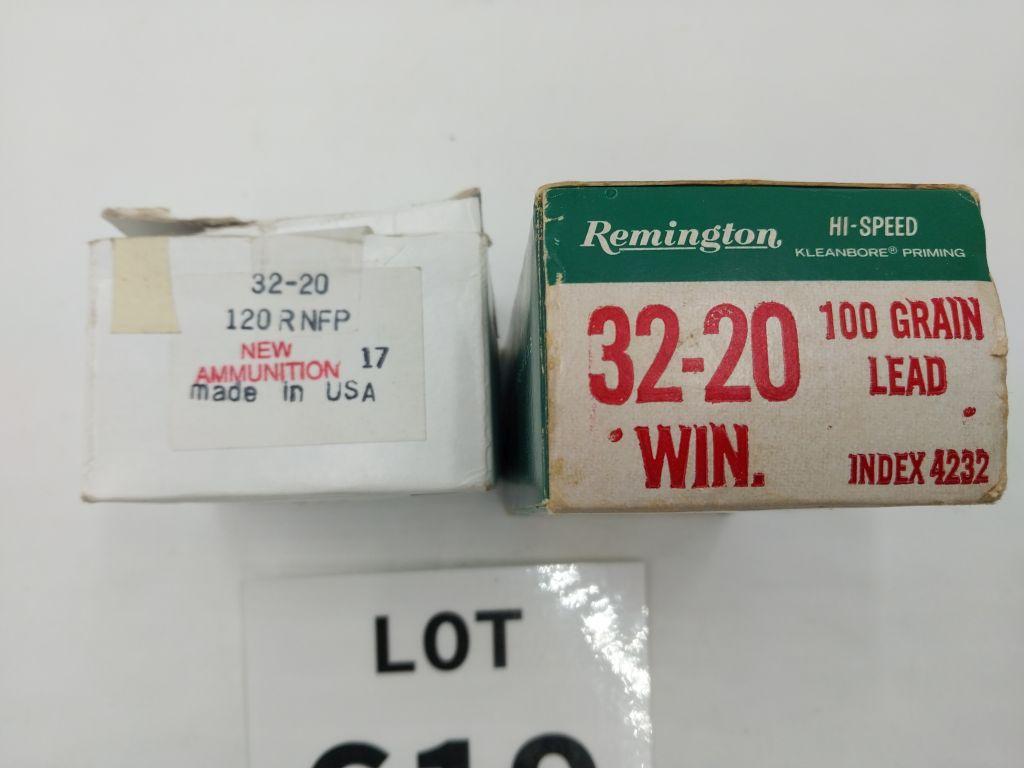 32-20
120 RNFP
NEW
AMMUNITION 17
made in USA
Remington HI-SPEED
KLEANBORE® PRIMING
32-20 100 GRAIN
LEAD
WIN. INDEX 4232
LOT